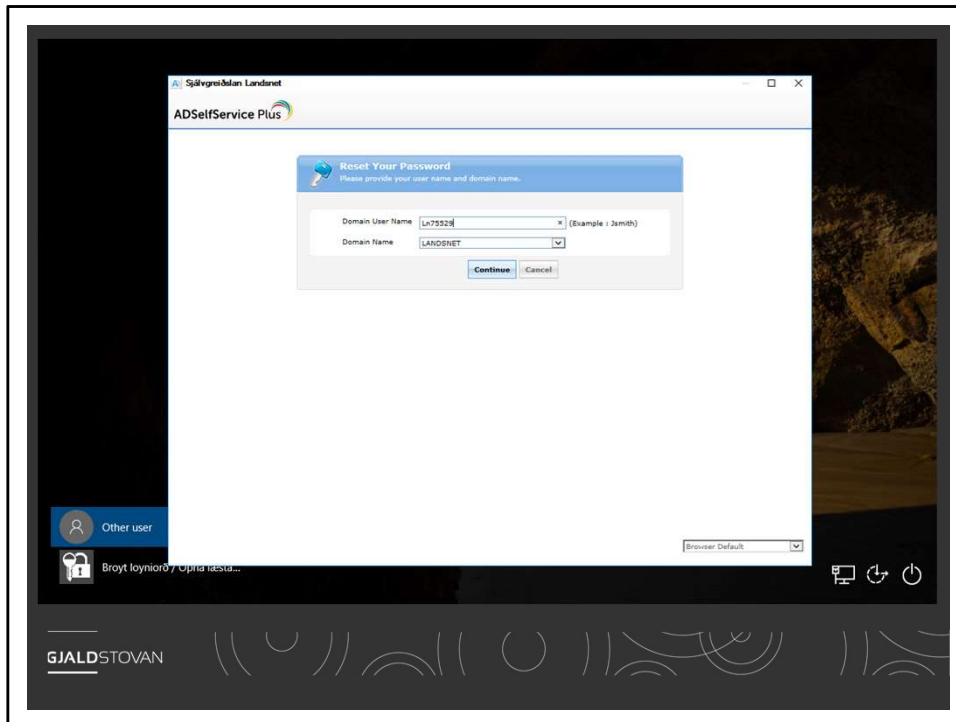 Sjálvgreiðslan Landsnet
ADSelfService Plus
Reset Your Password
Please provide your user name and domain name.
Domain User Name Ln75529 × (Example : Jsmith)
Domain Name LANDSNET
Continue Cancel
Browser Default
Other user
Broyt loyniorð / Opna læsta...
GJALDSTOVAN